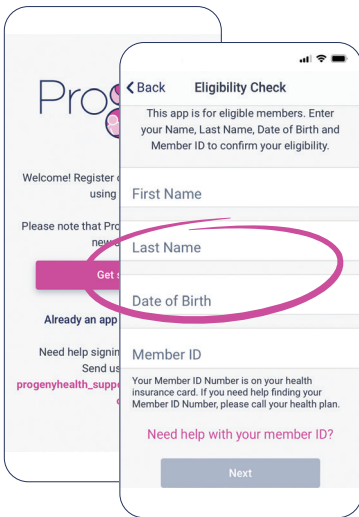 Pro
Welcome! Register
using
Please note that Pro
new
Get s
Already an app
Need help signin
Send us
progenyhealth_suppo
Back
Eligibility Check
This app is for eligible members. Enter
your Name, Last Name, Date of Birth and
Member ID to confirm your eligibility.
First Name
Last Name
Date of Birth
Member ID
Your Member ID Number is on your health
insurance card. If you need help finding your
Member ID Number, please call your health plan.
Need help with your member ID?
Next